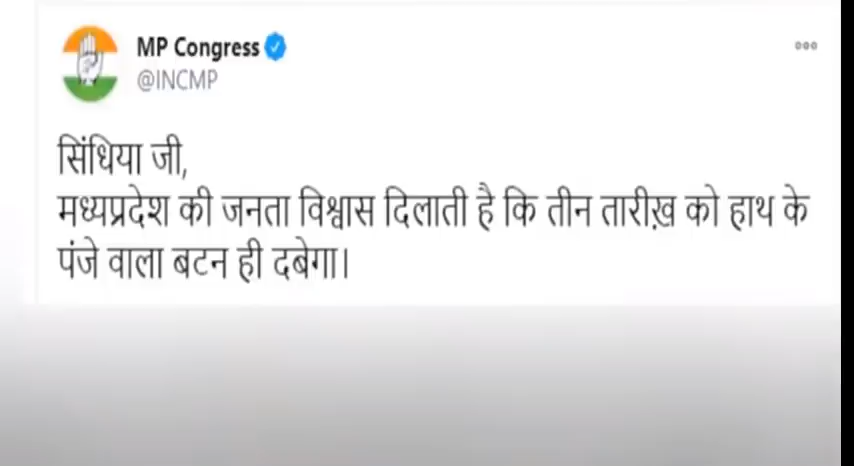 MP Congress
@INCMP
सिंधिया जी,
मध्यप्रदेश की जनता विश्वास दिलाती है कि तीन तारीख़ को हाथ के
पंजे वाला बटन ही दबेगा।